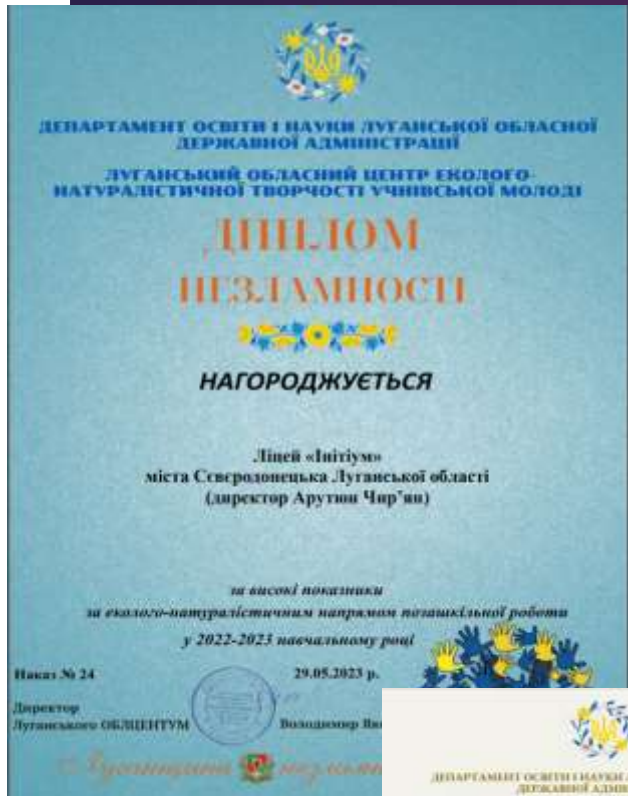 ДЕПАРТАМЕНТ ОСВІТИ І НАУКИ ЛУГАНСЬКОЇ ОБЛАСНОЇ
ДЕРЖАВНОЇ АДМІНІСТРАЦІЇ
ЛУГАНСЬКИЙ ОБЛАСНИЙ ЦЕНТР ЕКОЛОГО-
НАТУРАЛІСТИЧНОЇ ТВОРЧОСТІ УЧНІВСЬКОЇ МОЛОДІ
ДИПЛОМ
НЕЗЛАМНОСТІ
НАГОРОДЖУЄТЬСЯ
Ліцей «Ініціум»
міста Сєвєродонецька Луганської області
(директор Арутюн Чир’ян)
за високі показники
за еколого-натуралістичним напрямом позашкільної роботи
у 2022-2023 навчальному році
Наказ № 24 29.05.2023 р.
Директор
Луганського ОБЛЦЕНТУМ Володимир
Луганщина
ДЕПАРТАМЕНТ ОСВІТИ І НАУКИ
ДЕРЖАВНОЇ